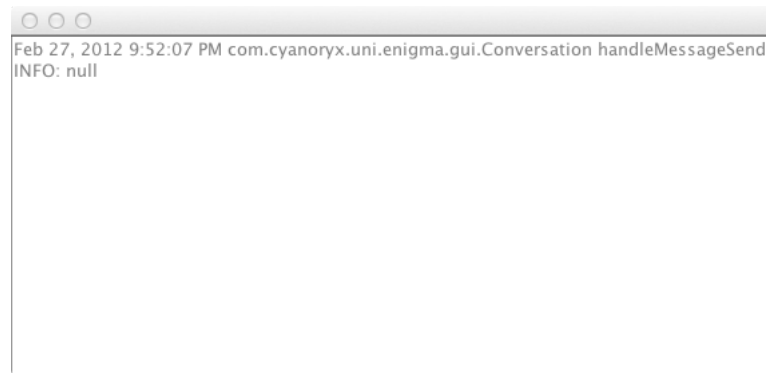 Feb 27, 2012 9:52:07 PM com.cyanoryx.uni.enigma.gui.Conversation handleMessageSend
INFO: null